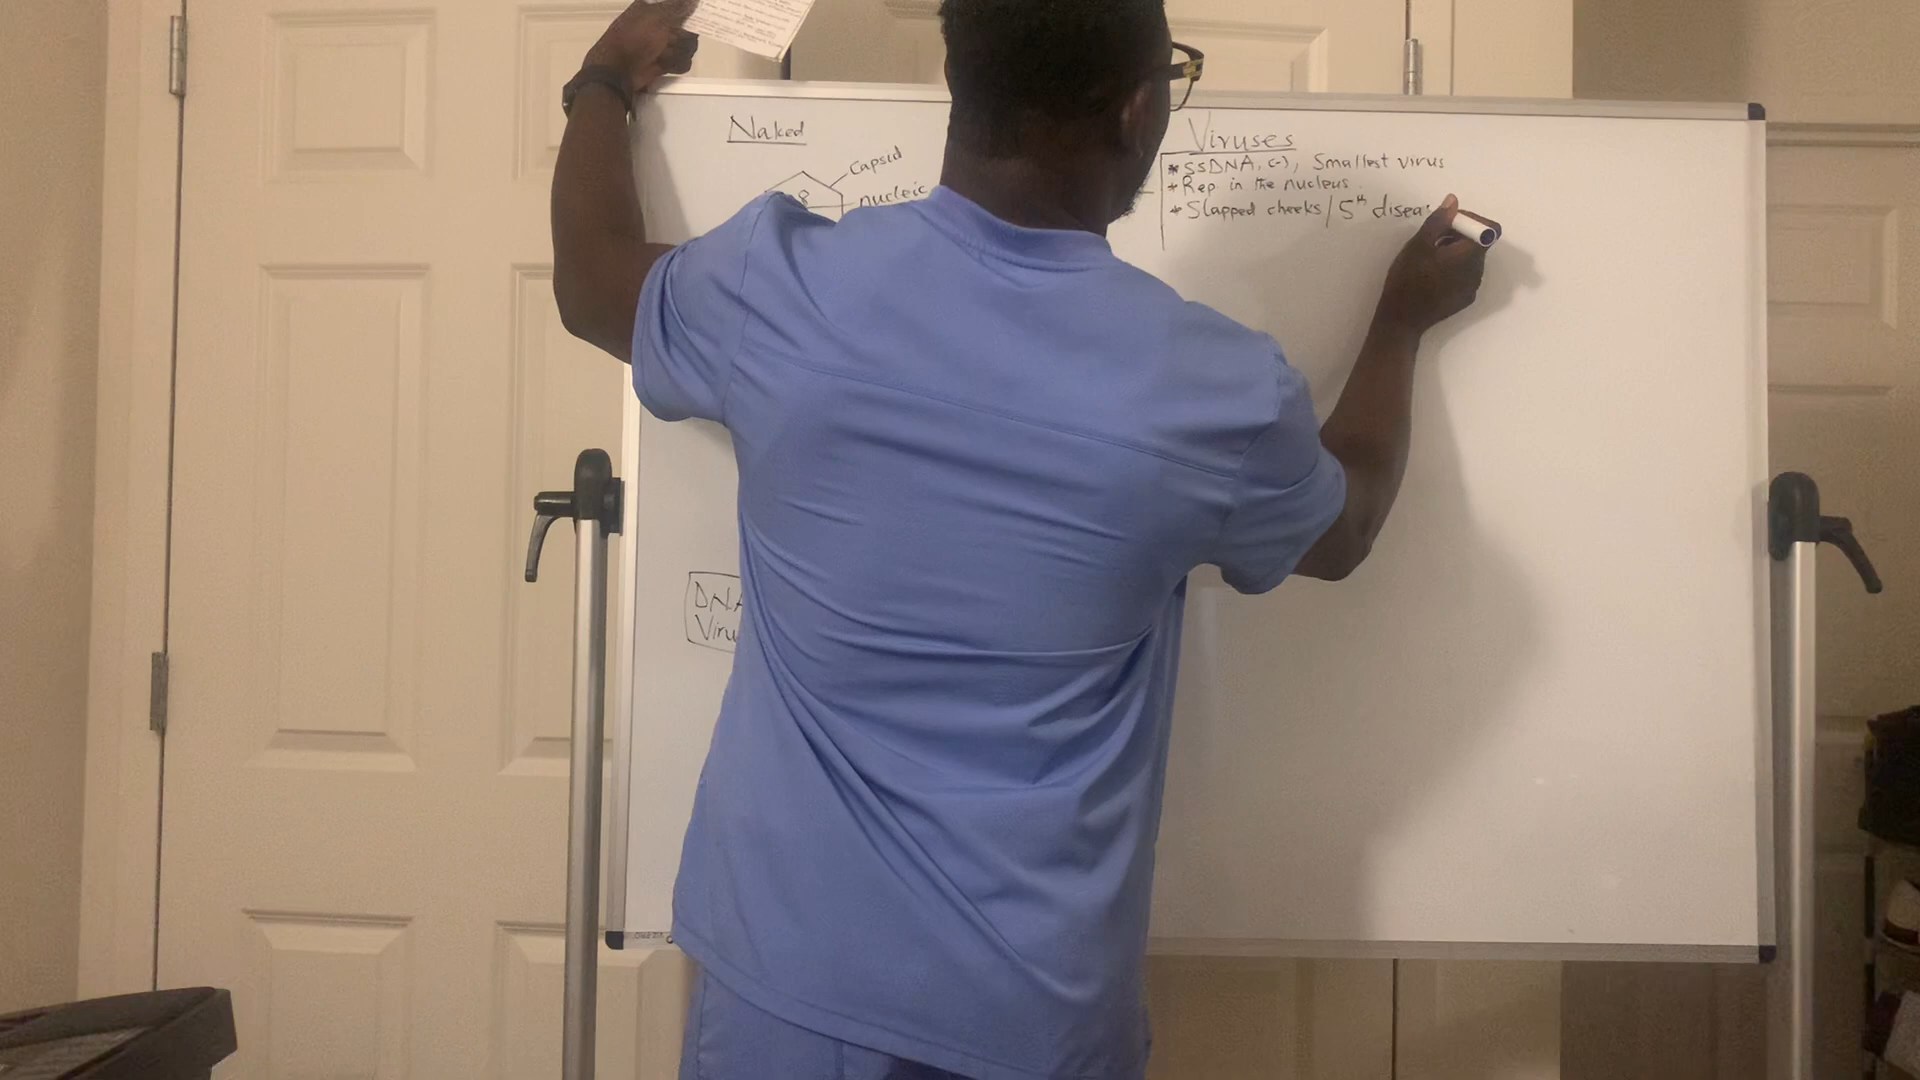 Naked
Capsid
nucleic
DNA
Viru
Viruses
* SSDNA, (-), Smallest virus
* Rep in the nucleus.
* Slapped cheeks / 5th disea